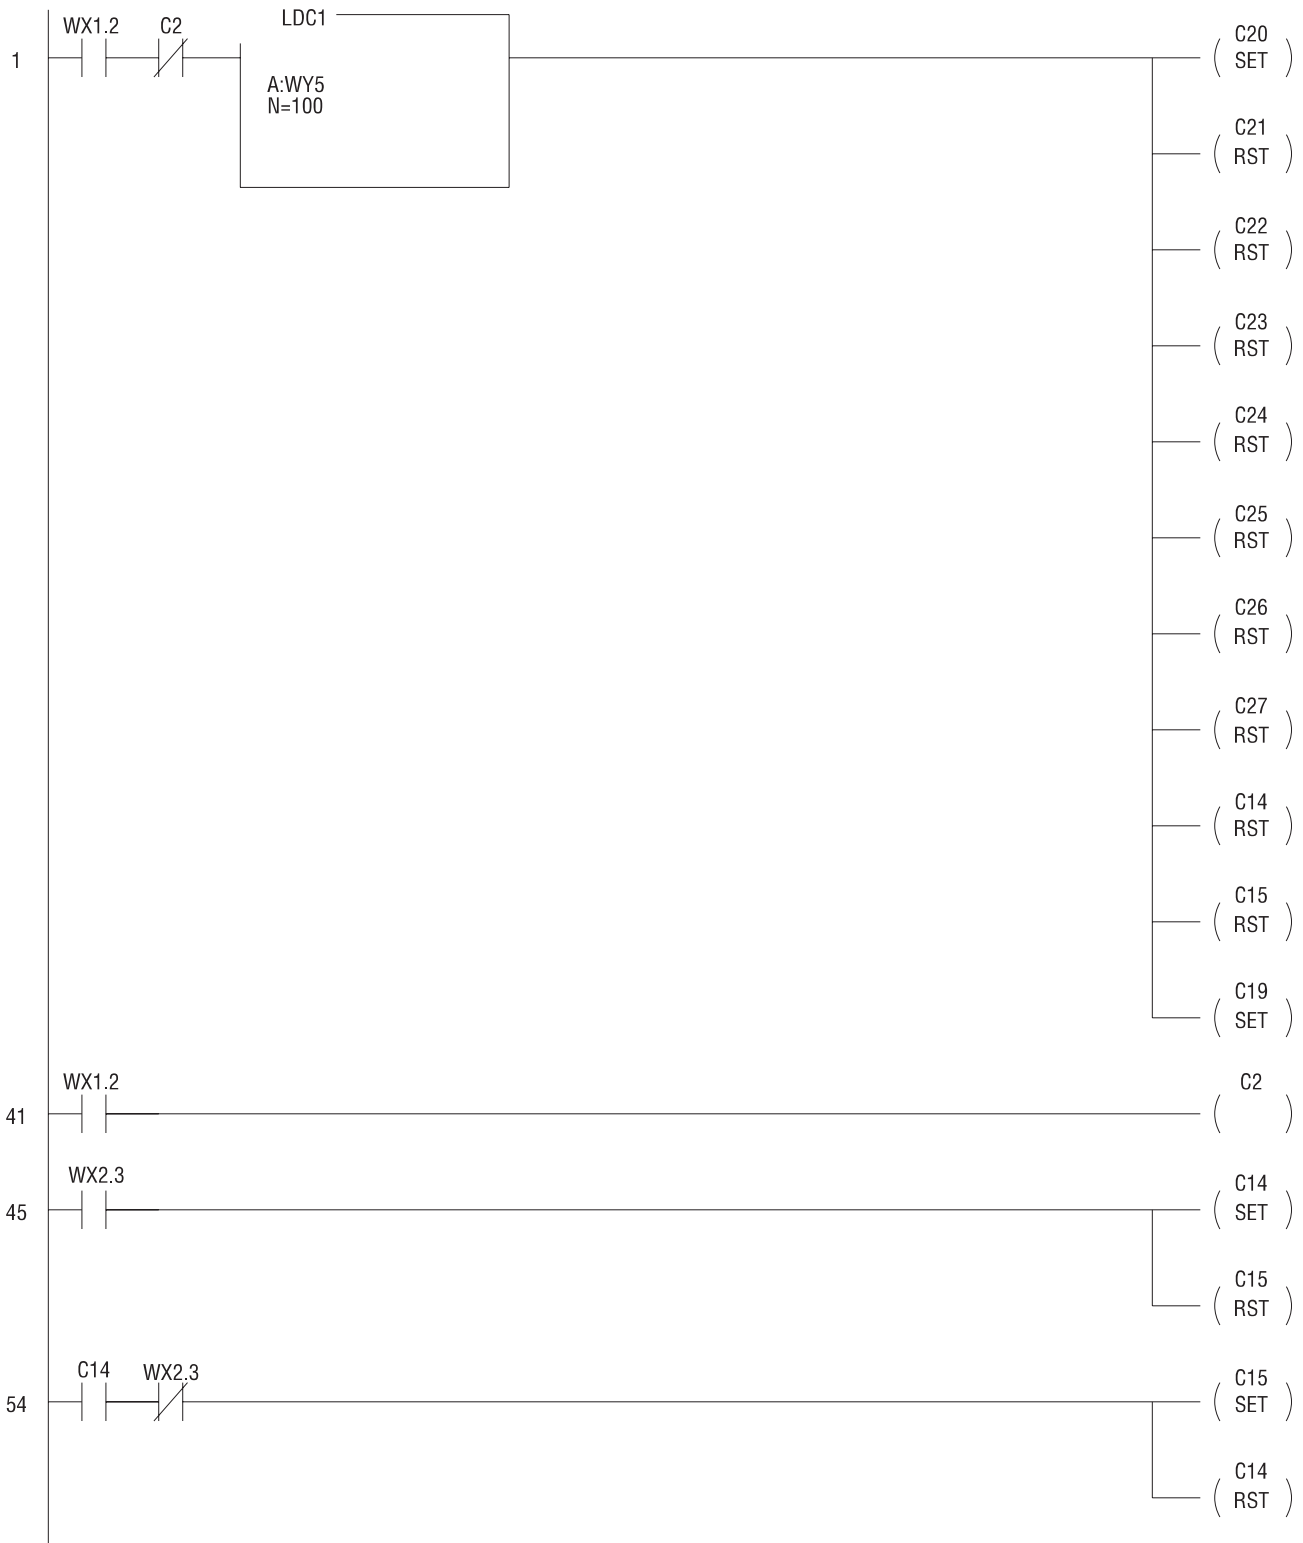 WX1.2 C2 LDC1 C20
1 SET
A:WY5
N=100
C21
RST
C22
RST
C23
RST
C24
RST
C25
RST
C26
RST
C27
RST
C14
RST
C15
RST
C19
SET
WX1.2 C2
41
WX2.3 C14
45 SET
C15
RST
C14 WX2.3 C15
54 SET
C14
RST